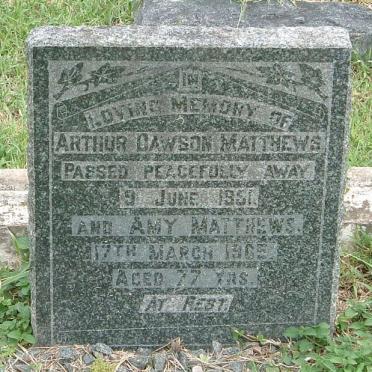 IN
LOVING MEMORY OF
ARTHUR DAWSON MATTHEWS
PASSED PEACEFULLY AWAY
9 JUNE 1951.
AND AMY MATTHEWS.
17TH MARCH 1965.
AGED 77 YRS.
AT REST